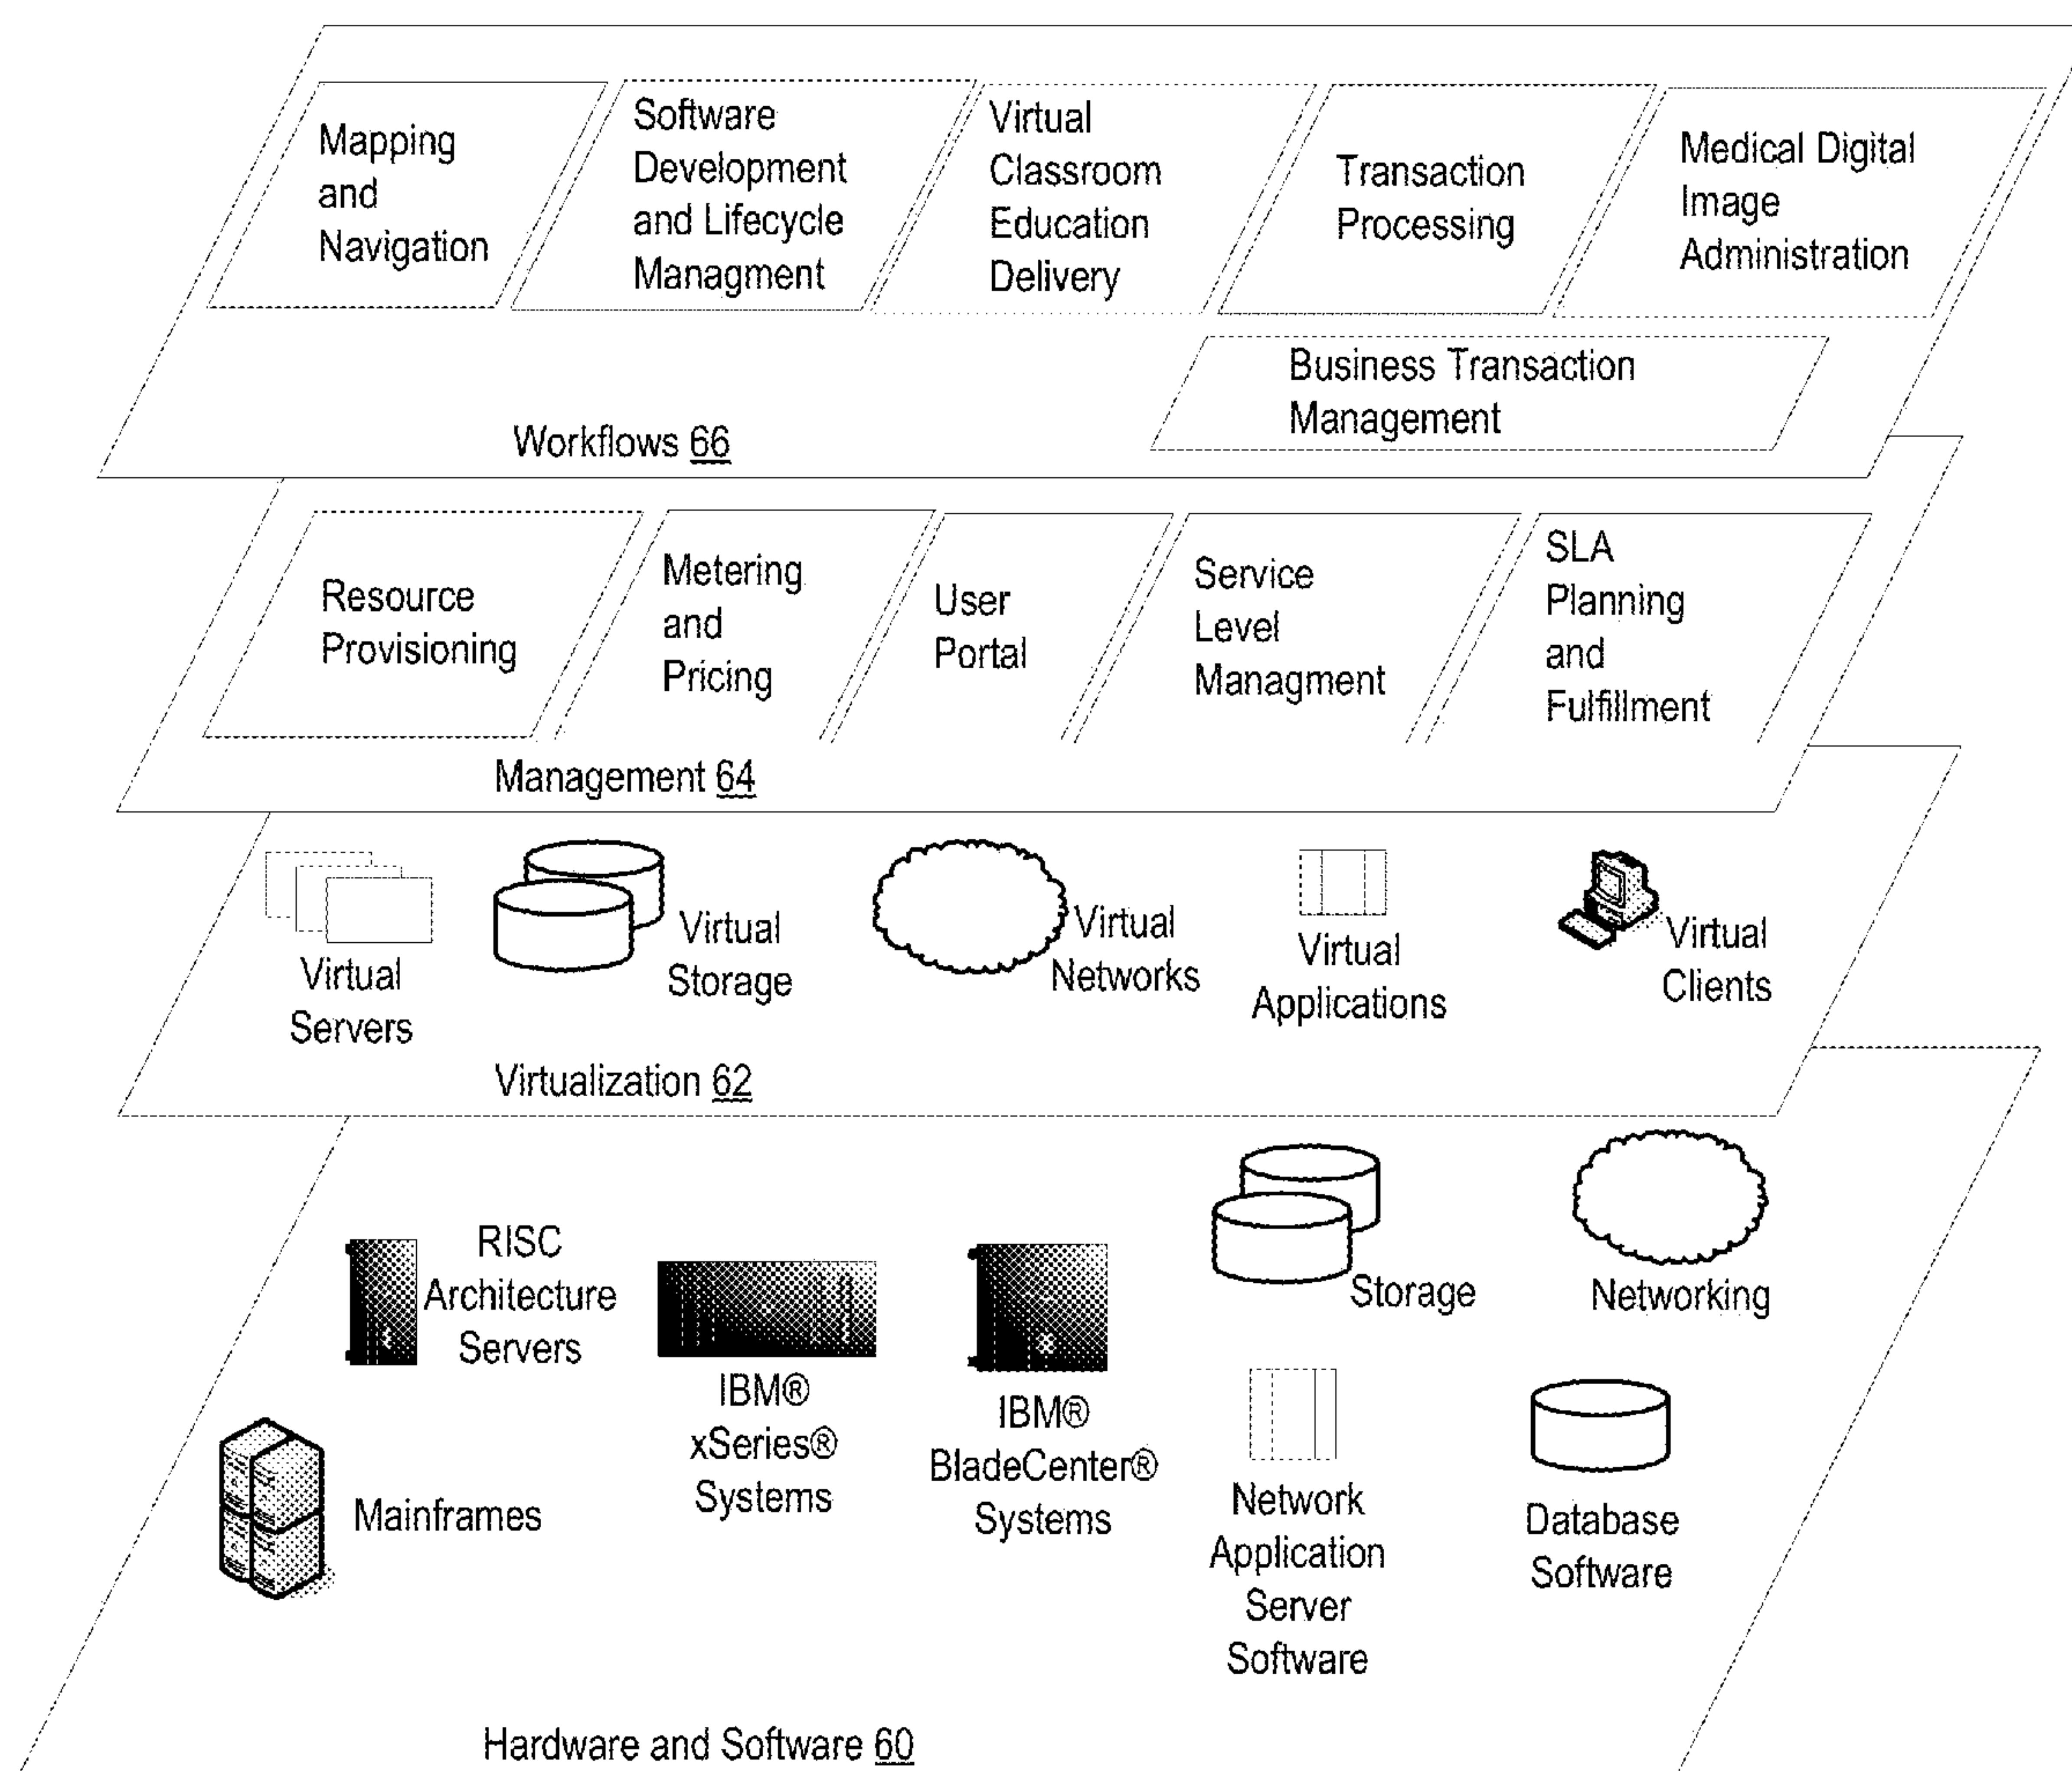 Mapping
and
Navigation
Software
Development
and Lifecycle
Managment
Virtual
Classroom
Education
Delivery
Transaction
Processing
Medical Digital
Image
Administration
Business Transaction
Management
Workflows 66
Resource
Provisioning
Metering
and
Pricing
User
Portal
Service
Level
Managment
SLA
Planning
and
Fulfillment
Management 64
Virtual
Servers
Virtual
Storage
Virtual
Networks
Virtual
Applications
Virtual
Clients
Virtualization 62
Mainframes
RISC
Architecture
Servers
IBM®
xSeries®
Systems
IBM®
BladeCenter®
Systems
Storage
Networking
Network
Application
Server
Software
Database
Software
Hardware and Software 60